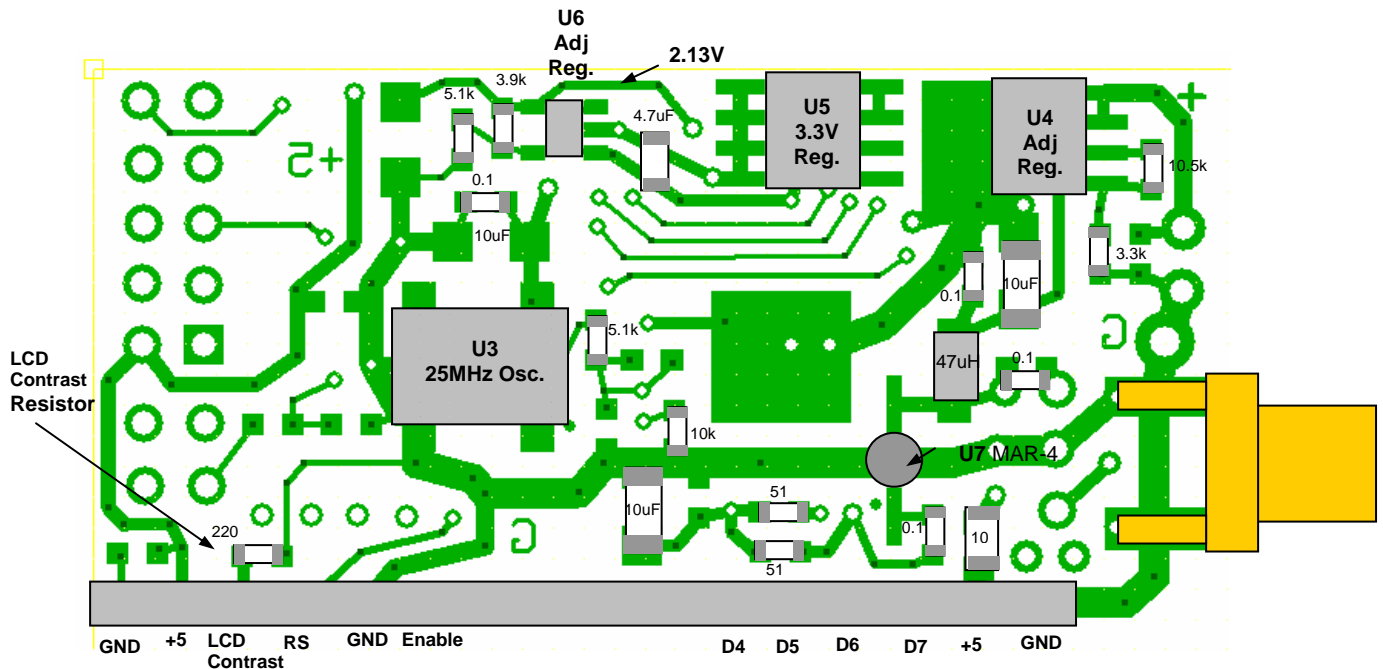 U6
Adj
Reg.
2.13V
3.9k
5.1k
4.7uF
U5
3.3V
Reg.
U4
Adj
Reg.
+
+5
10.5k
0.1
10uF
3.3k
0.1
10uF
G
U3
25MHz Osc.
5.1k
47uH
0.1
LCD
Contrast
Resistor
10k
U7 MAR-4
10uF
51
0.1
10
220
G
51
GND
+5
LCD
Contrast
RS
GND
Enable
D4
D5
D6
D7
+5
GND